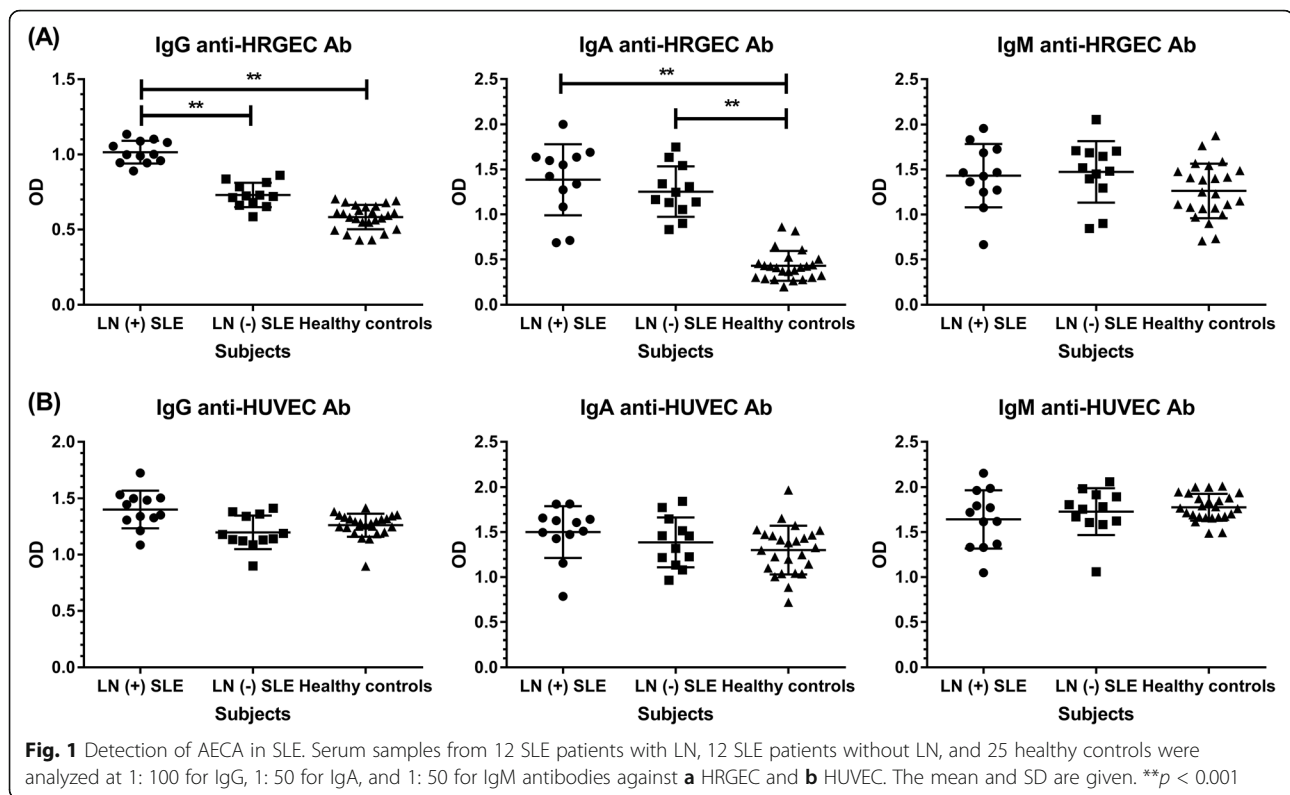 (A)
IgG anti-HRGEC Ab
IgA anti-HRGEC Ab
IgM anti-HRGEC Ab
1.5
1.0
0.5
0.0
OD
**
**
LN (+) SLE
LN (-) SLE
Healthy controls
Subjects
2.5
2.0
1.5
1.0
0.5
0.0
OD
**
**
LN (+) SLE
LN (-) SLE
Healthy controls
Subjects
2.5
2.0
1.5
1.0
0.5
0.0
OD
LN (+) SLE
LN (-) SLE
Healthy controls
Subjects
(B)
IgG anti-HUVEC Ab
IgA anti-HUVEC Ab
IgM anti-HUVEC Ab
2.0
1.5
1.0
0.5
0.0
OD
LN (+) SLE
LN (-) SLE
Healthy controls
Subjects
2.5
2.0
1.5
1.0
0.5
0.0
OD
LN (+) SLE
LN (-) SLE
Healthy controls
Subjects
2.5
2.0
1.5
1.0
0.5
0.0
OD
LN (+) SLE
LN (-) SLE
Healthy controls
Subjects
Fig. 1 Detection of AECA in SLE. Serum samples from 12 SLE patients with LN, 12 SLE patients without LN, and 25 healthy controls were
analyzed at 1: 100 for IgG, 1: 50 for IgA, and 1: 50 for IgM antibodies against a HRGEC and b HUVEC. The mean and SD are given. **p < 0.001